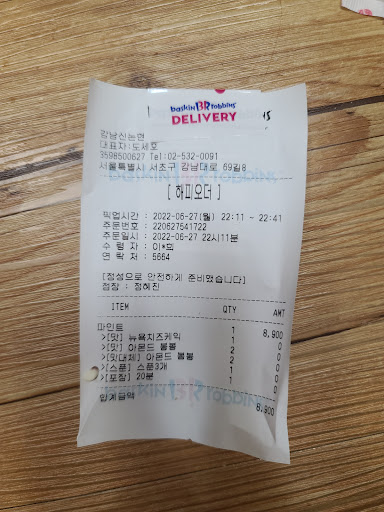 baskin BR robbins
DELIVERY
강남신논현
대표자:도세호
3598500627 Tel:02-532-0091
서울특별시 서초구 강남대로 69길8
[ 해피오더 ]
픽업시간 : 2022-06-27(월) 22:11 ~ 22:41
주문번호 : 220627541722
주문일시 : 2022-06-27 22시11분
수 령 자 : 이*희
연 락 처 : 5664
[정성으로 안전하게 준비했습니다]
점장 : 정혜진
ITEM QTY AMT
파인트 1 8,900
>[맛] 뉴욕치즈케익 1 0
>[맛] 아몬드 봉봉 2 0
>[맛대체] 아몬드 봉봉 2 0
>[스푼] 스푼3개 1 0
>[포장] 20분 1 0
합계금액 8,900